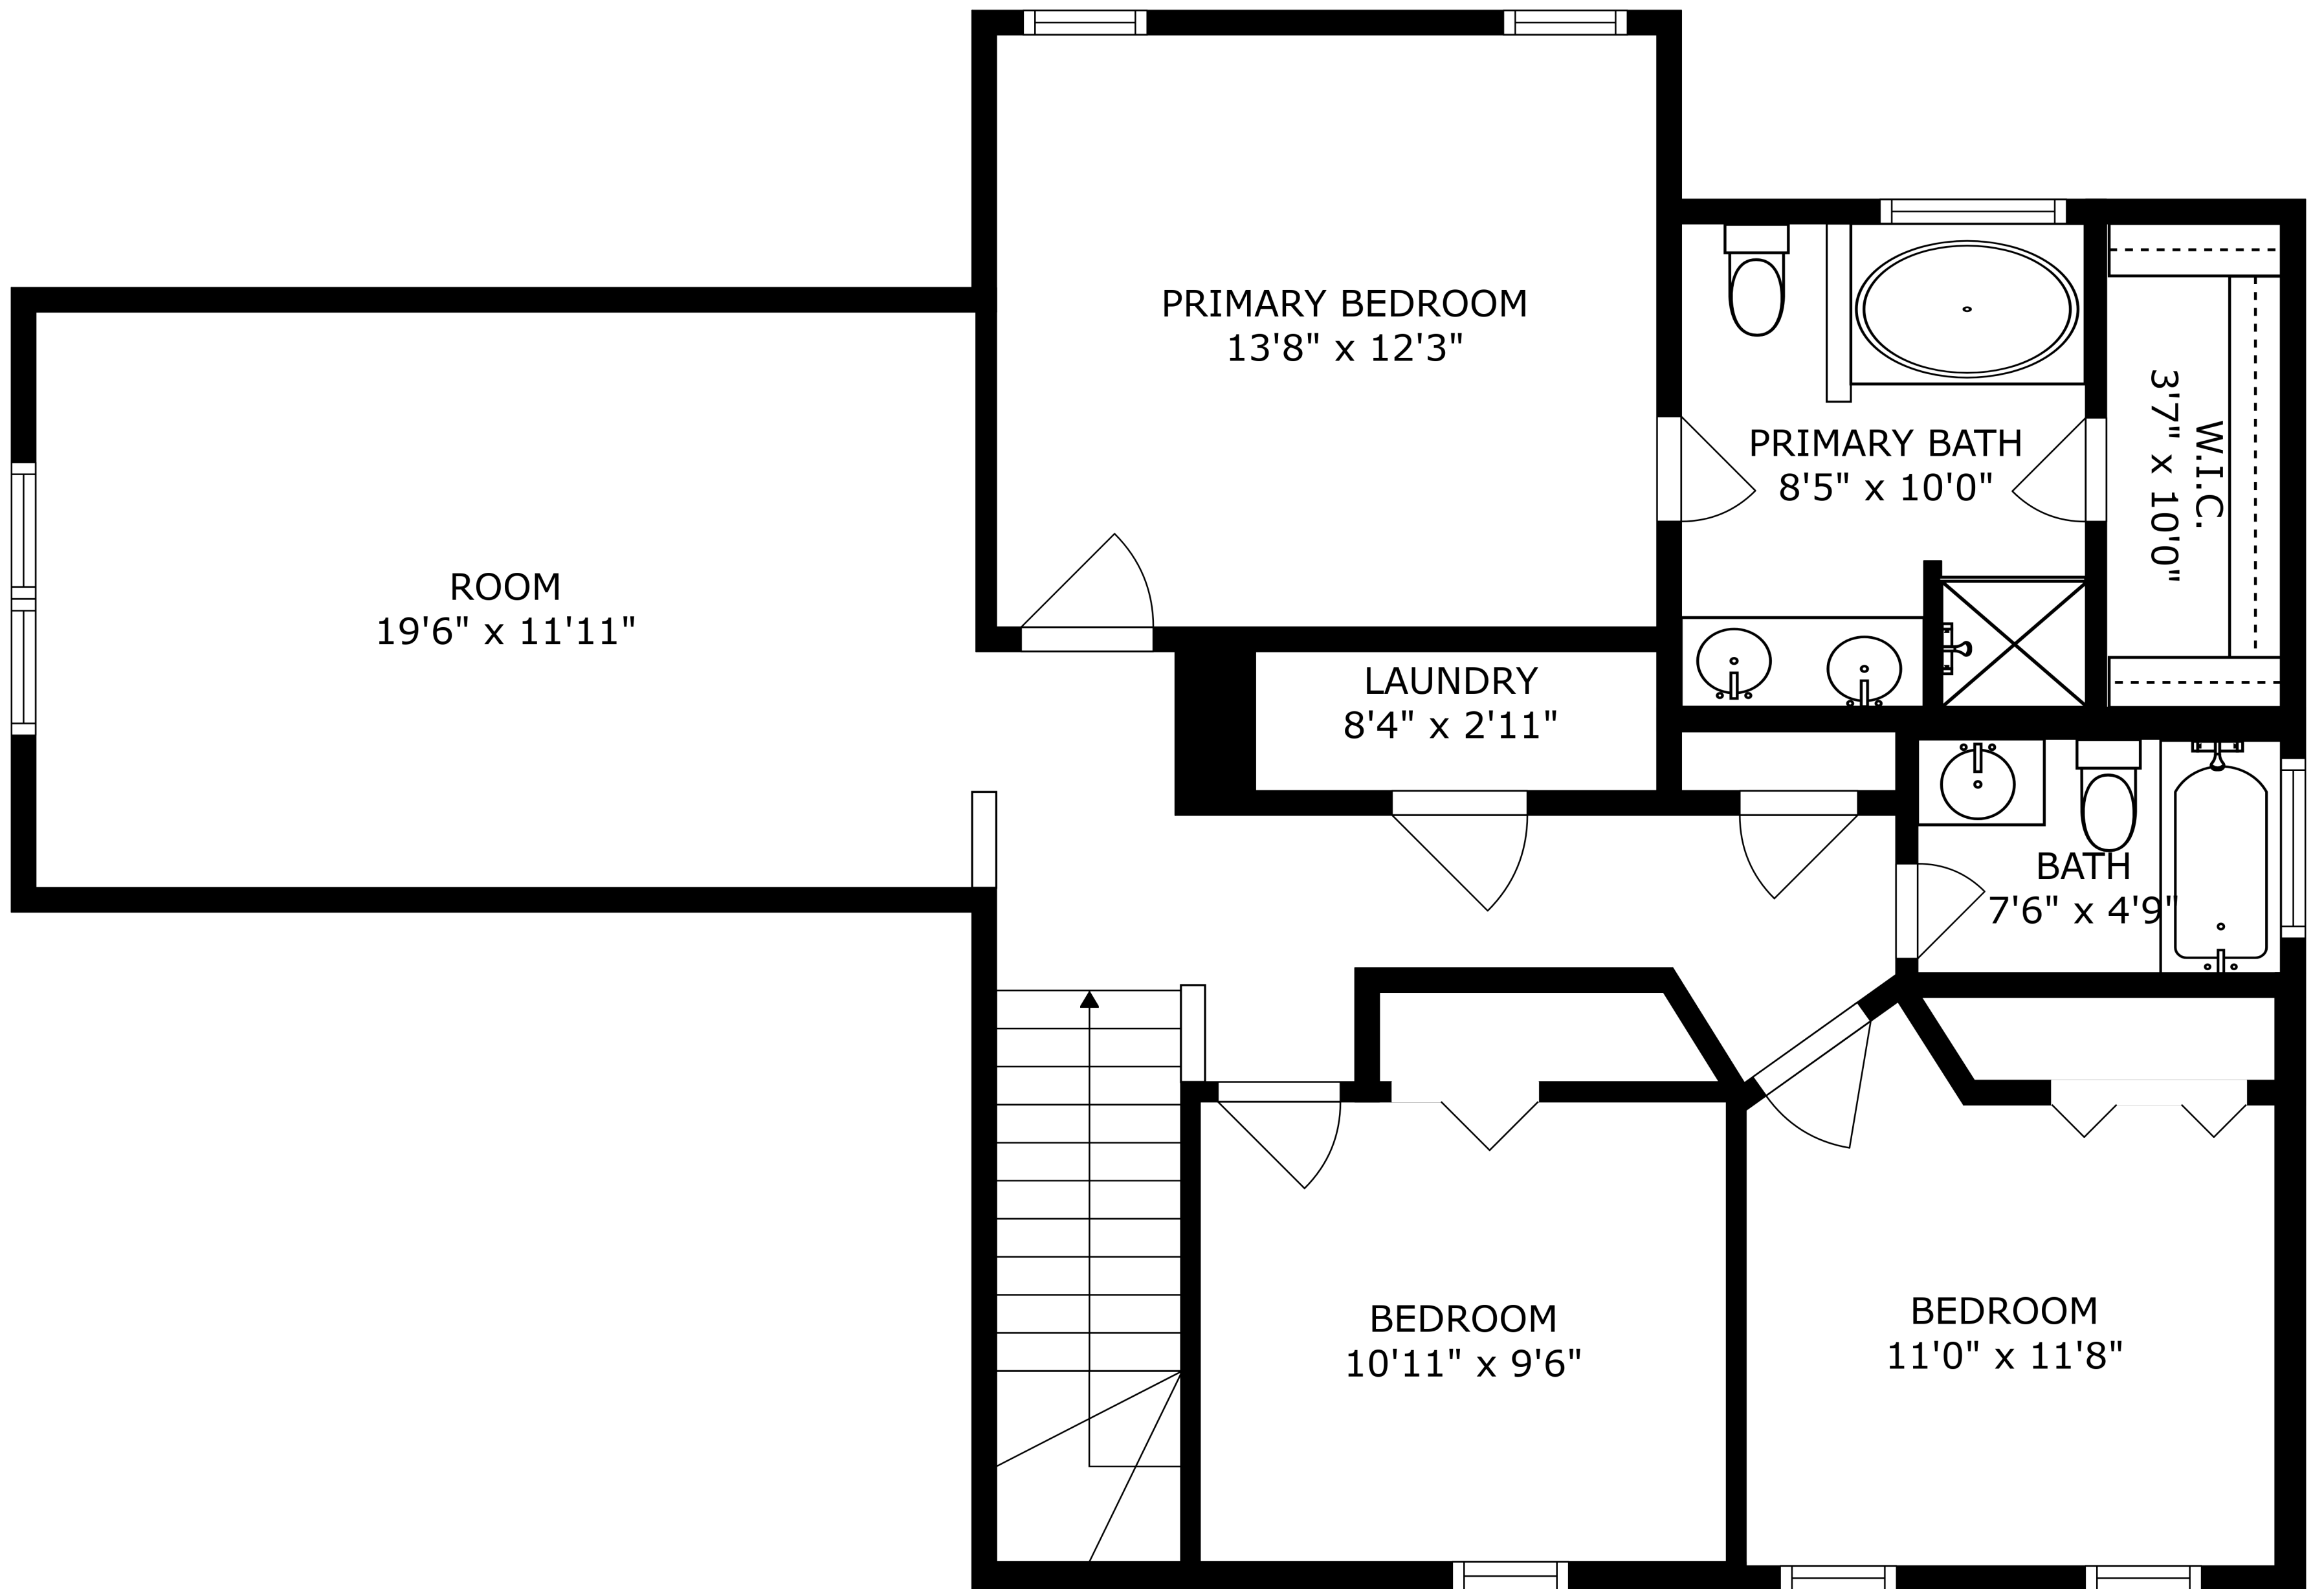 PRIMARY BEDROOM
13'8" x 12'3"
PRIMARY BATH
8'5" x 10'0"
W.I.C.
3'7" x 10'0"
ROOM
19'6" x 11'11"
LAUNDRY
8'4" x 2'11"
BATH
7'6" x 4'9"
BEDROOM
10'11" x 9'6"
BEDROOM
11'0" x 11'8"